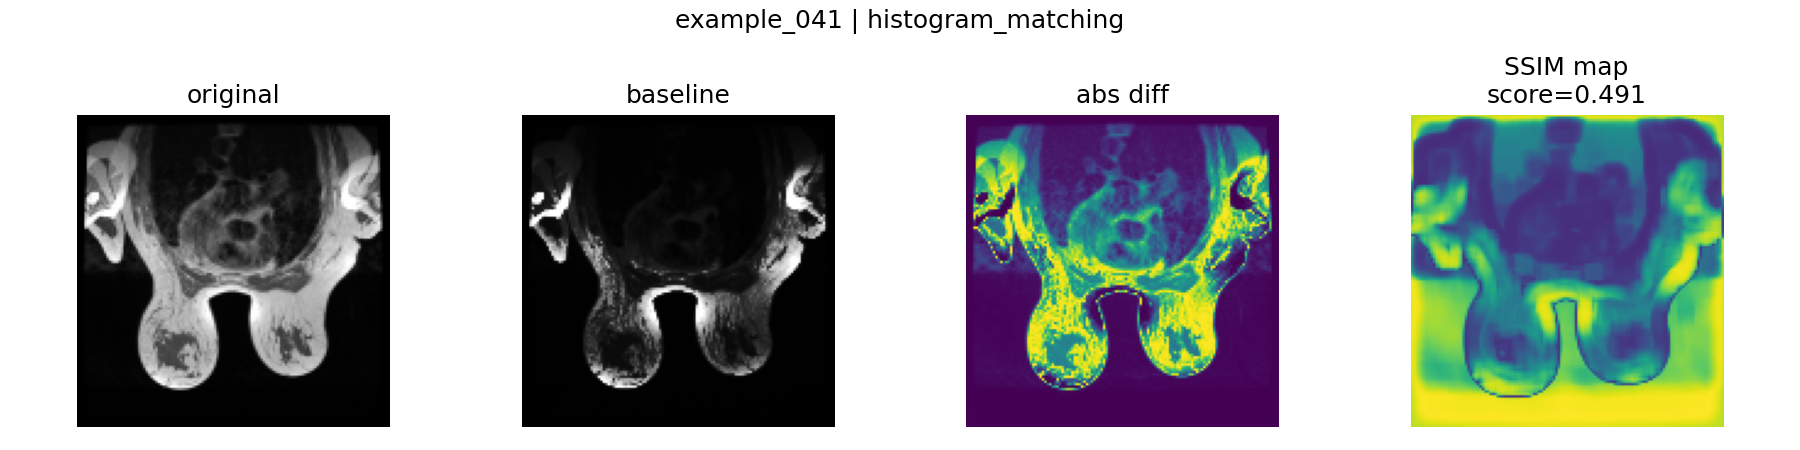 example_041 | histogram_matching
original
baseline
abs diff
SSIM map
score=0.491